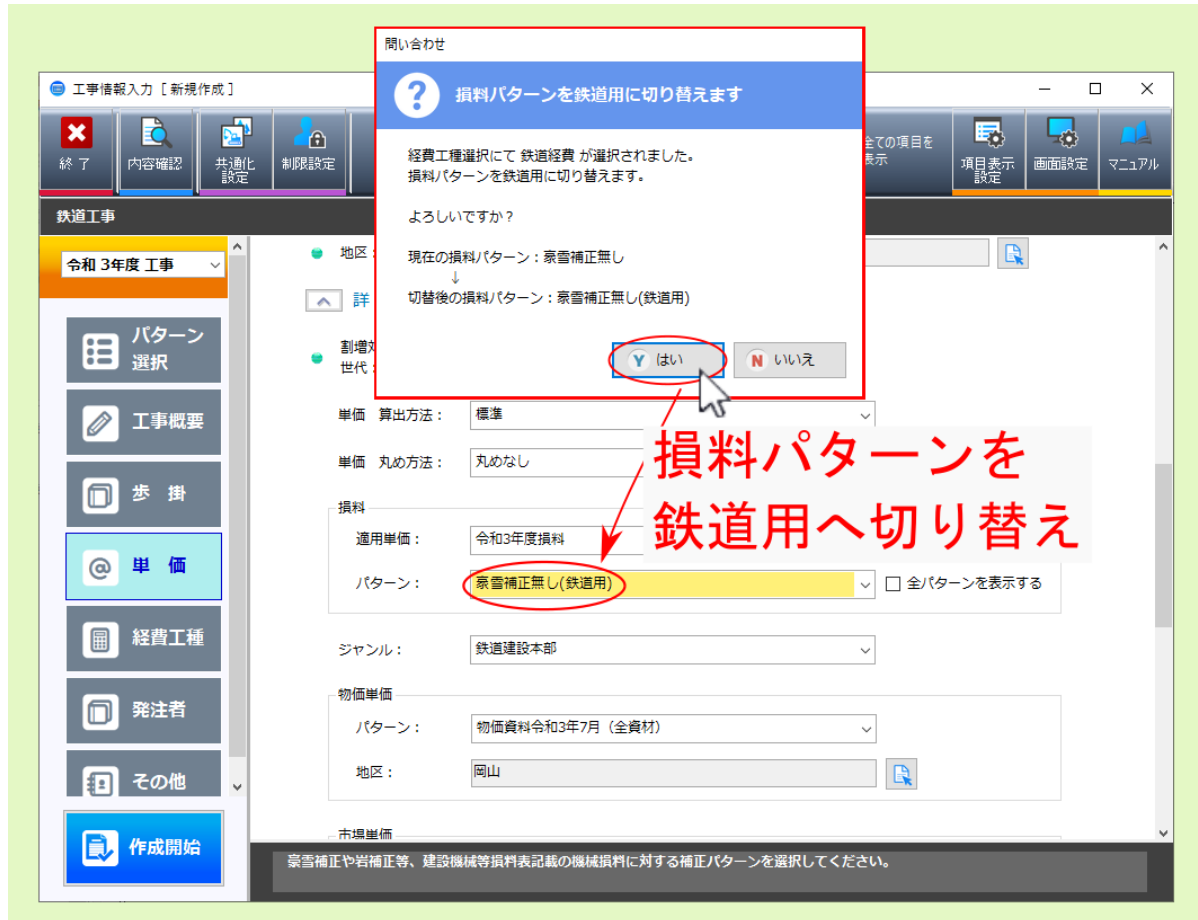 問い合わせ
損料パターンを鉄道用に切り替えます
経費工種選択にて 鉄道経費 が選択されました。
損料パターンを鉄道用に切り替えます。
よろしいですか？
現在の損料パターン：豪雪補正無し
↓
切替後の損料パターン：豪雪補正無し(鉄道用)
Y はい
N いいえ
工事情報入力 [ 新規作成 ]
終 了
内容確認
共通化
設定
制限設定
全ての項目を
表示
項目表示
設定
画面設定
マニュアル
鉄道工事
令和 3年度 工事
パターン
選択
工事概要
歩 掛
@ 単 価
経費工種
発注者
その他
作成開始
地区：
詳
割増対
世代：
単価 算出方法：
標準
単価 丸め方法：
丸めなし
損料パターンを
鉄道用へ切り替え
損料
適用単価：
令和3年度損料
パターン：
豪雪補正無し(鉄道用)
全パターンを表示する
ジャンル：
鉄道建設本部
物価単価
パターン：
物価資料令和3年7月（全資材）
地区：
岡山
市場単価
豪雪補正や岩補正等、建設機械等損料表記載の機械損料に対する補正パターンを選択してください。